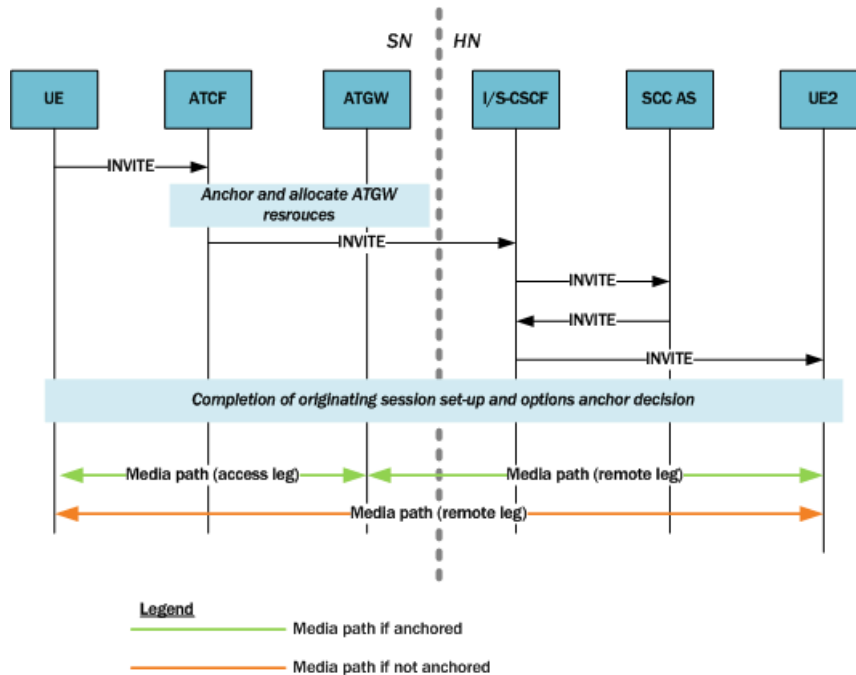 SN
HN
UE
ATCF
ATGW
I/S-CSCF
SCC AS
UE2
INVITE
Anchor and allocate ATGW
resrouces
INVITE
INVITE
INVITE
INVITE
Completion of originating session set-up and options anchor decision
Media path (access leg)
Media path (remote leg)
Media path (remote leg)
Legend
Media path if anchored
Media path if not anchored